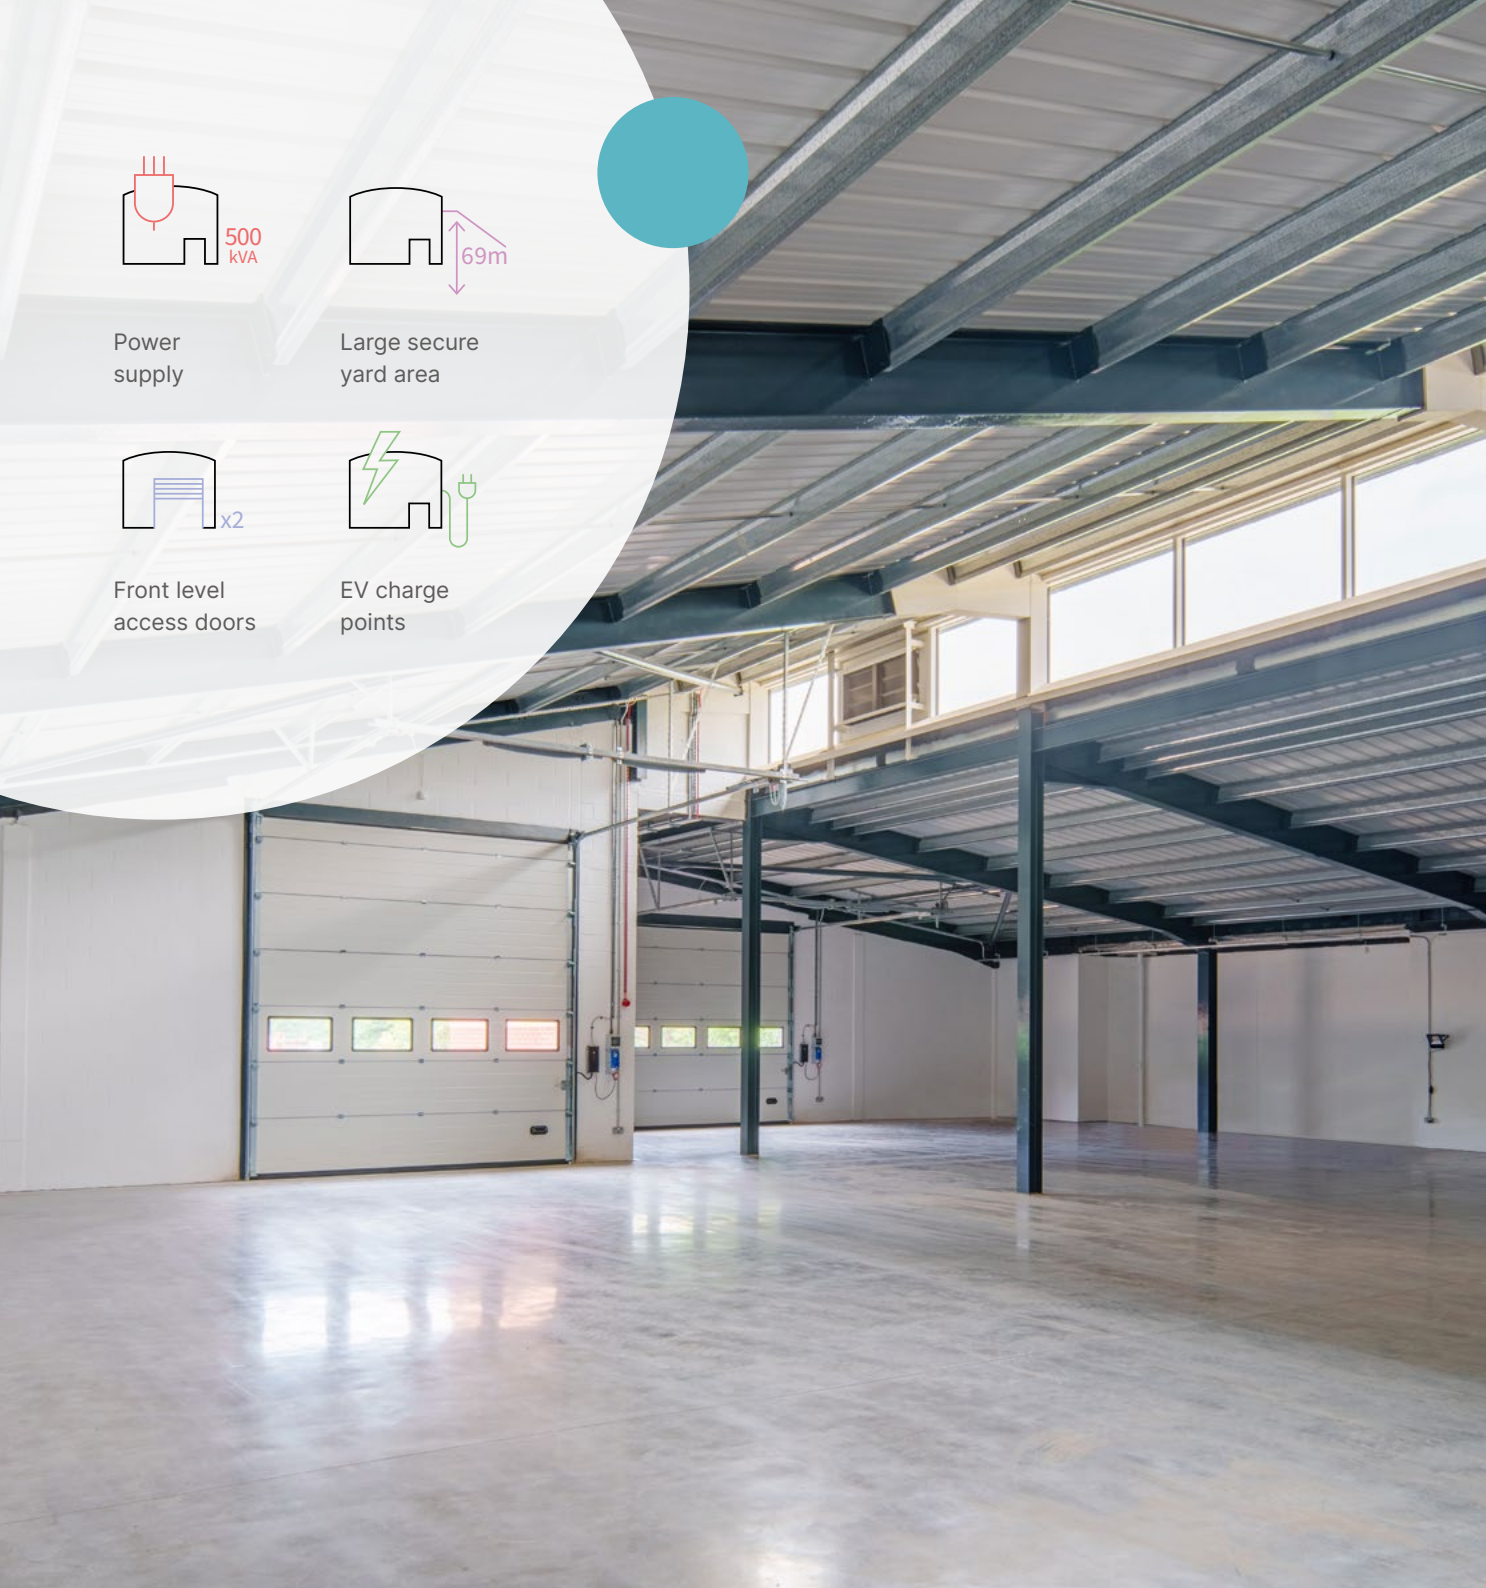 500
kVA
Power
supply
69m
Large secure
yard area
x2
Front level
access doors
EV charge
points